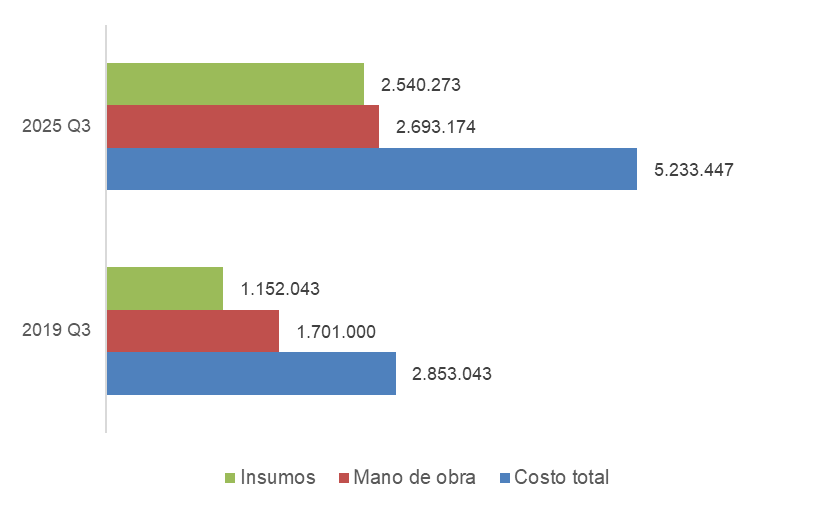 2.540.273
2025 Q3
2.693.174
5.233.447
1.152.043
2019 Q3
1.701.000
2.853.043
Insumos
Mano de obra
Costo total